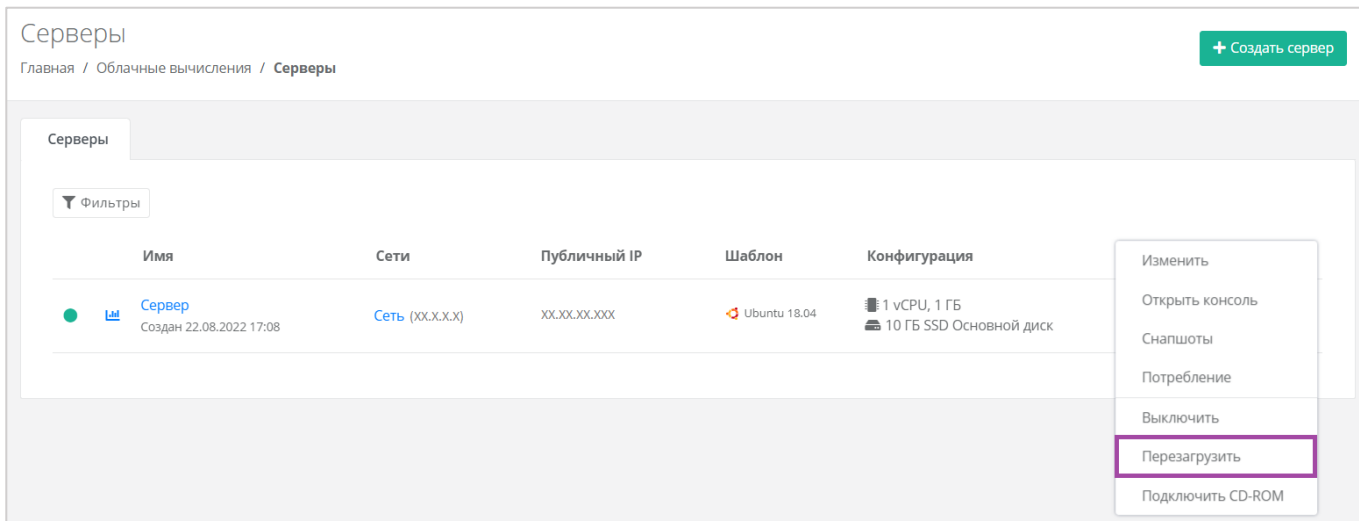 Серверы
+ Создать сервер
Главная / Облачные вычисления / Серверы
Серверы
Фильтры
Имя Сети Публичный IP Шаблон Конфигурация
Сервер
Создан 22.08.2022 17:08
Сеть (XX.X.X.X)
XX.XX.XX.XXX
Ubuntu 18.04
1 vCPU, 1 ГБ
10 ГБ SSD Основной диск
Изменить
Открыть консоль
Снапшоты
Потребление
Выключить
Перезагрузить
Подключить CD-ROM